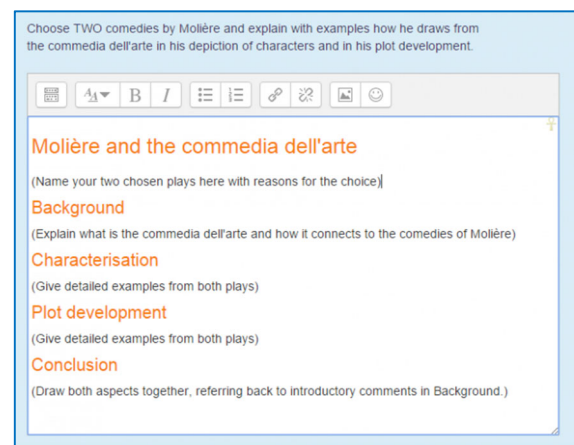 Choose TWO comedies by Molière and explain with examples how he draws from
the commedia dell'arte in his depiction of characters and in his plot development.
AA B I
Molière and the commedia dell'arte
(Name your two chosen plays here with reasons for the choice)
Background
(Explain what is the commedia dell'arte and how it connects to the comedies of Molière)
Characterisation
(Give detailed examples from both plays)
Plot development
(Give detailed examples from both plays)
Conclusion
(Draw both aspects together, referring back to introductory comments in Background.)